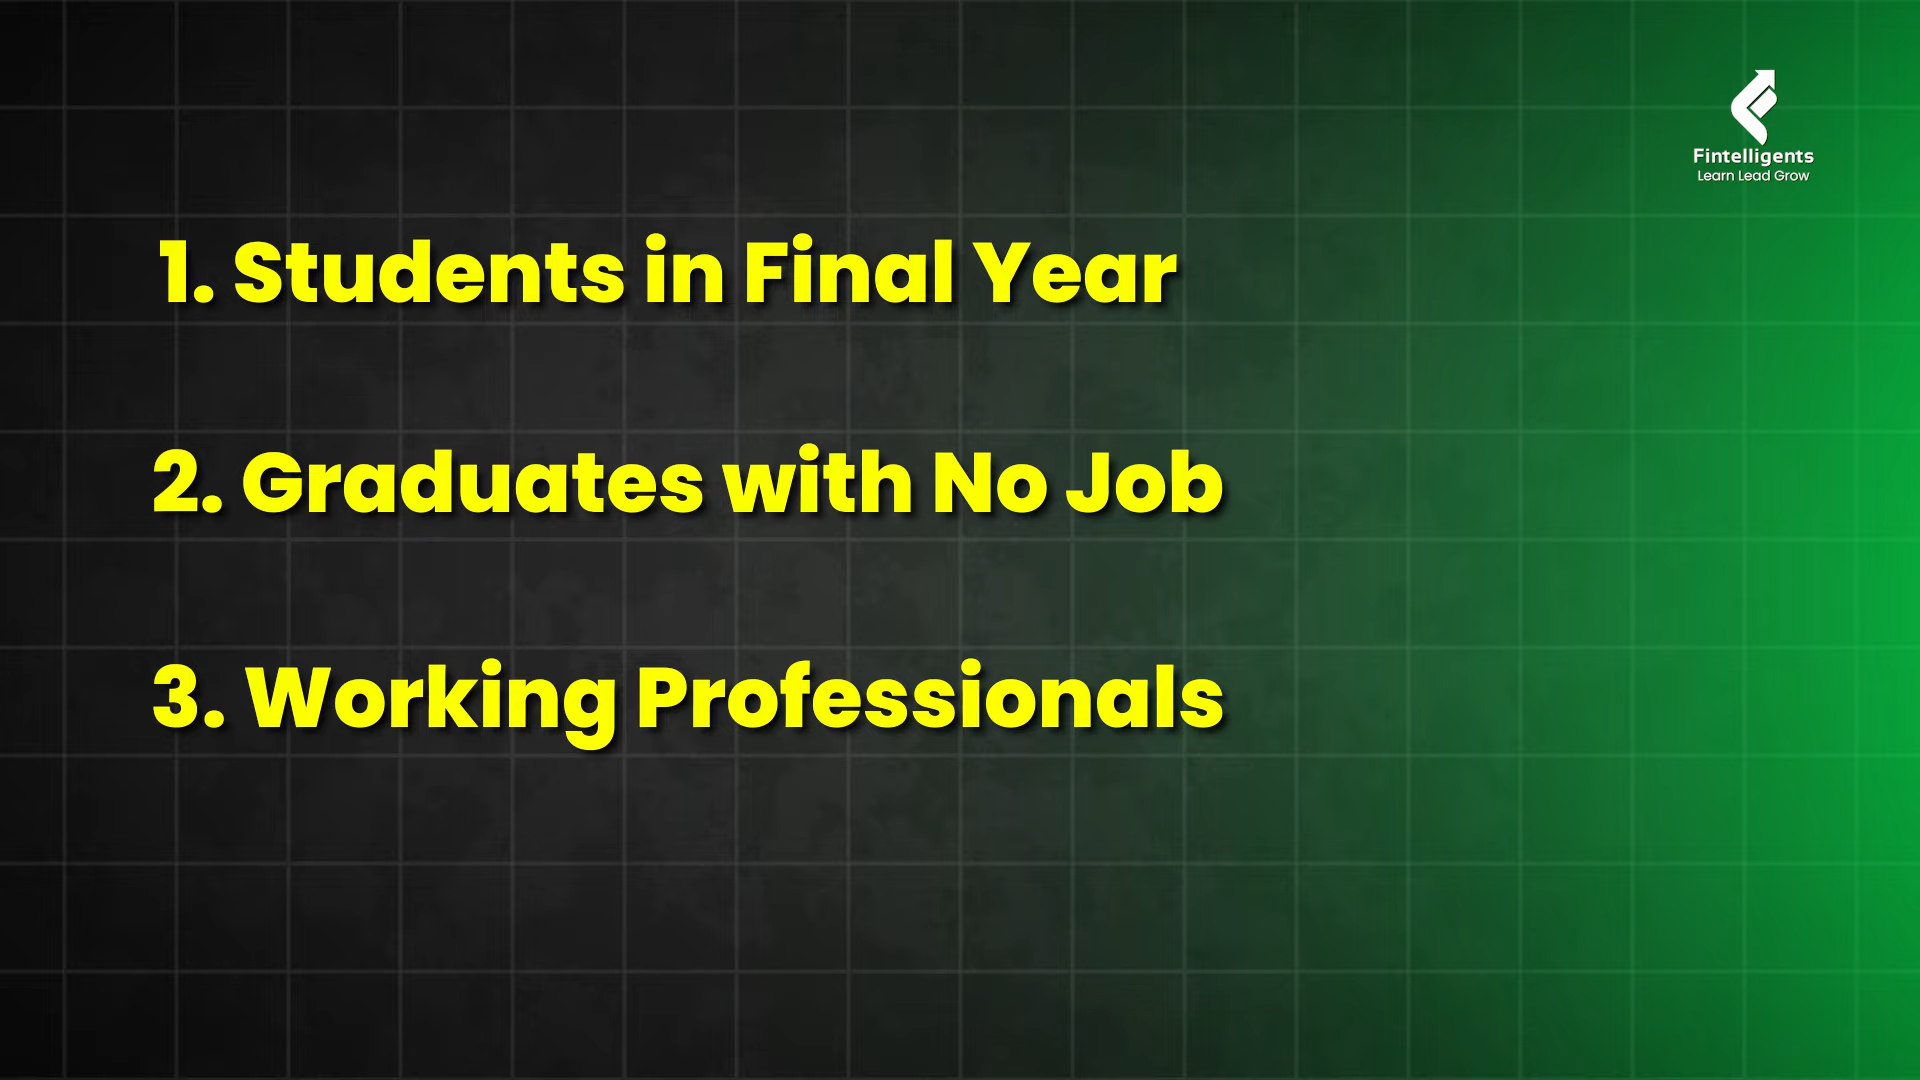 Fintelligents
Learn Lead Grow
1. Students in Final Year
2. Graduates with No Job
3. Working Professionals